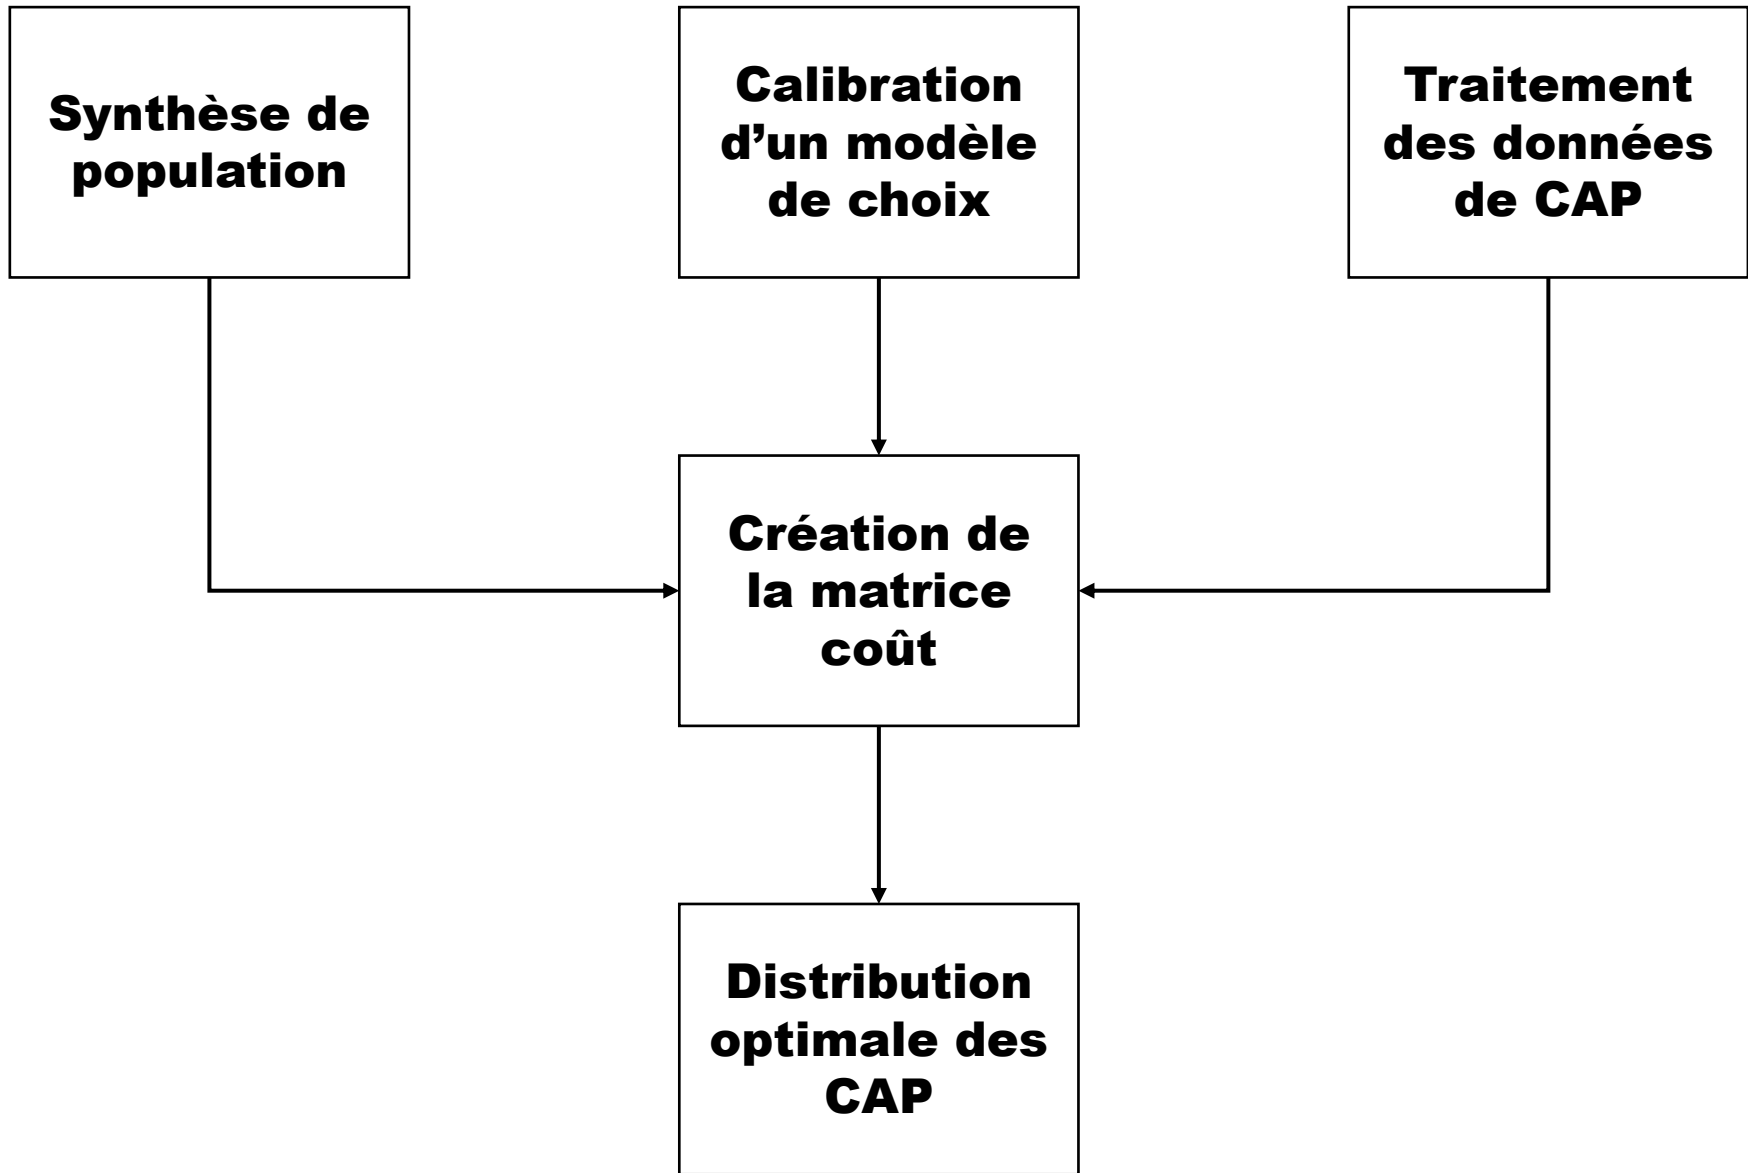 Synthèse de
population
Calibration
d’un modèle
de choix
Traitement
des données
de CAP
Création de
la matrice
coût
Distribution
optimale des
CAP